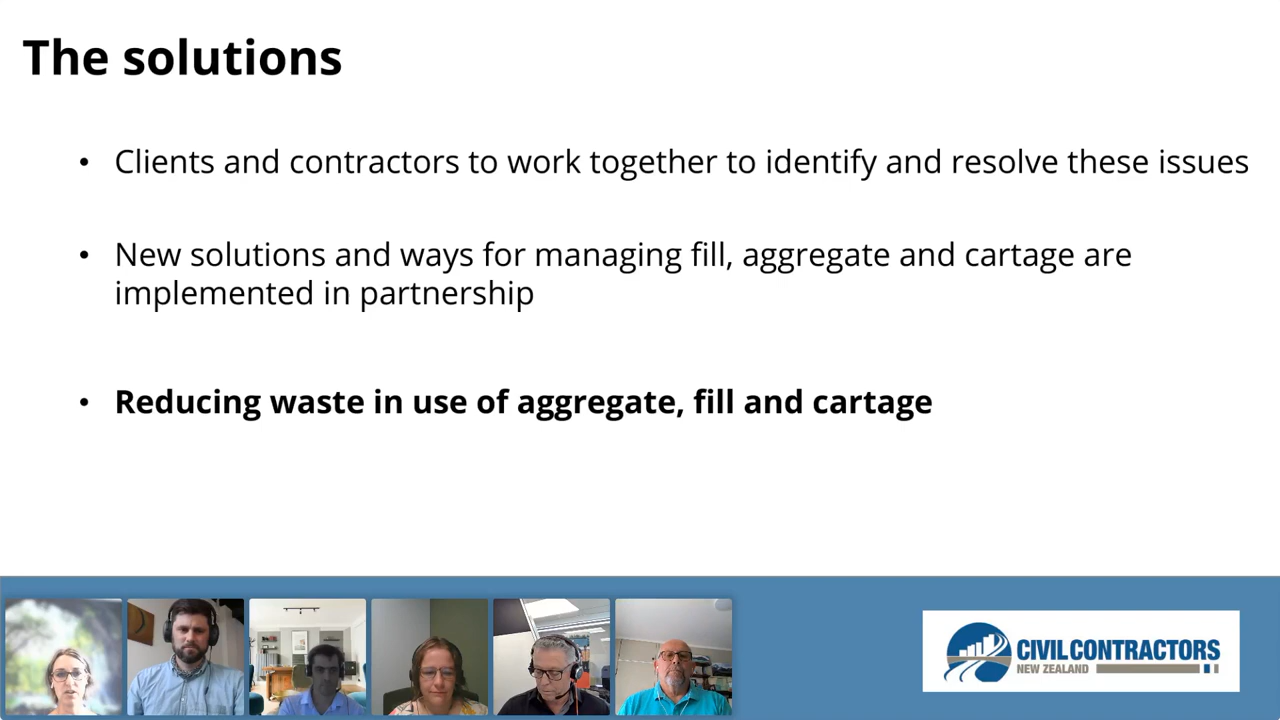 The solutions
• Clients and contractors to work together to identify and resolve these issues
• New solutions and ways for managing fill, aggregate and cartage are
implemented in partnership
• Reducing waste in use of aggregate, fill and cartage
CIVIL CONTRACTORS
NEW ZEALAND